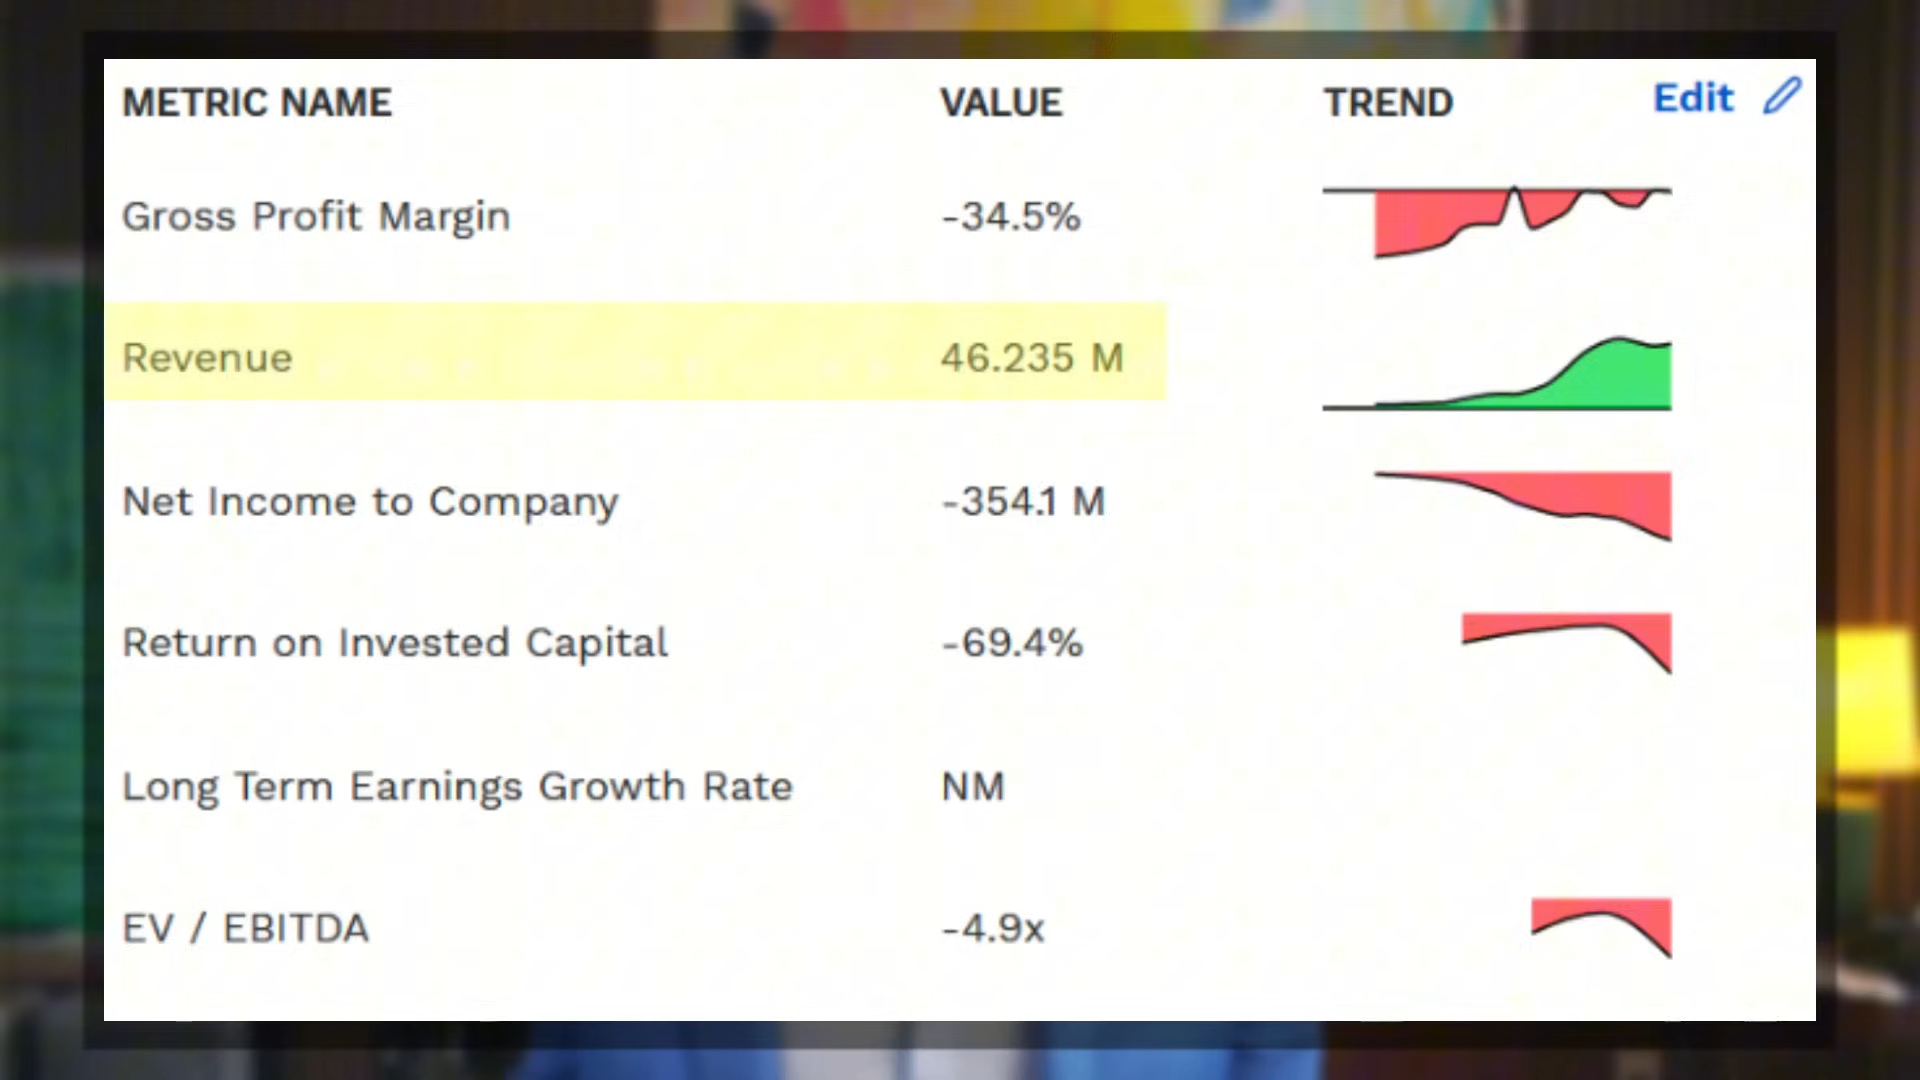 METRIC NAME VALUE TREND Edit
Gross Profit Margin -34.5%
Revenue 46.235 M
Net Income to Company -354.1 M
Return on Invested Capital -69.4%
Long Term Earnings Growth Rate NM
EV / EBITDA -4.9x